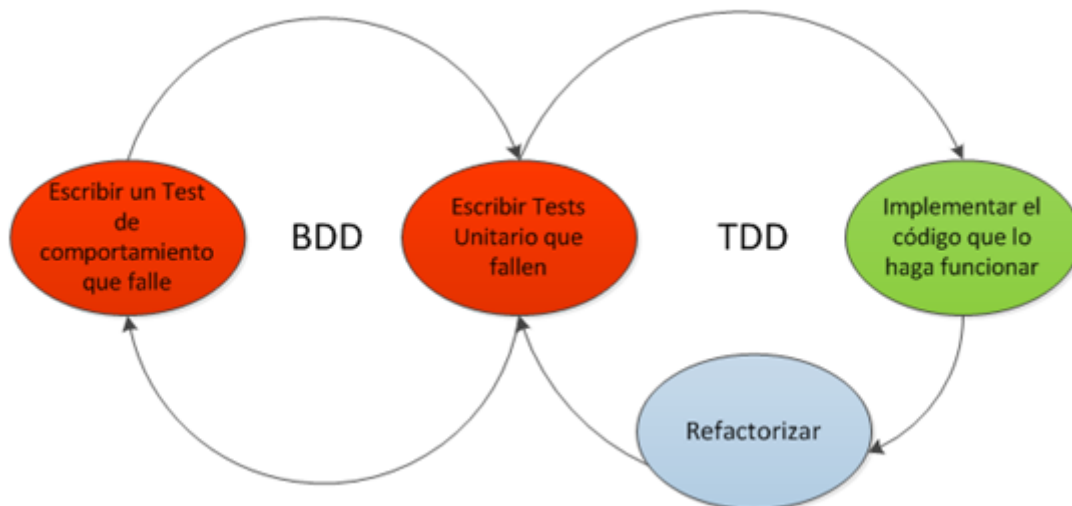 Escribir un Test
de
comportamiento
que falle
BDD
Escribir Tests
Unitario que
fallen
TDD
Implementar el
código que lo
haga funcionar
Refactorizar